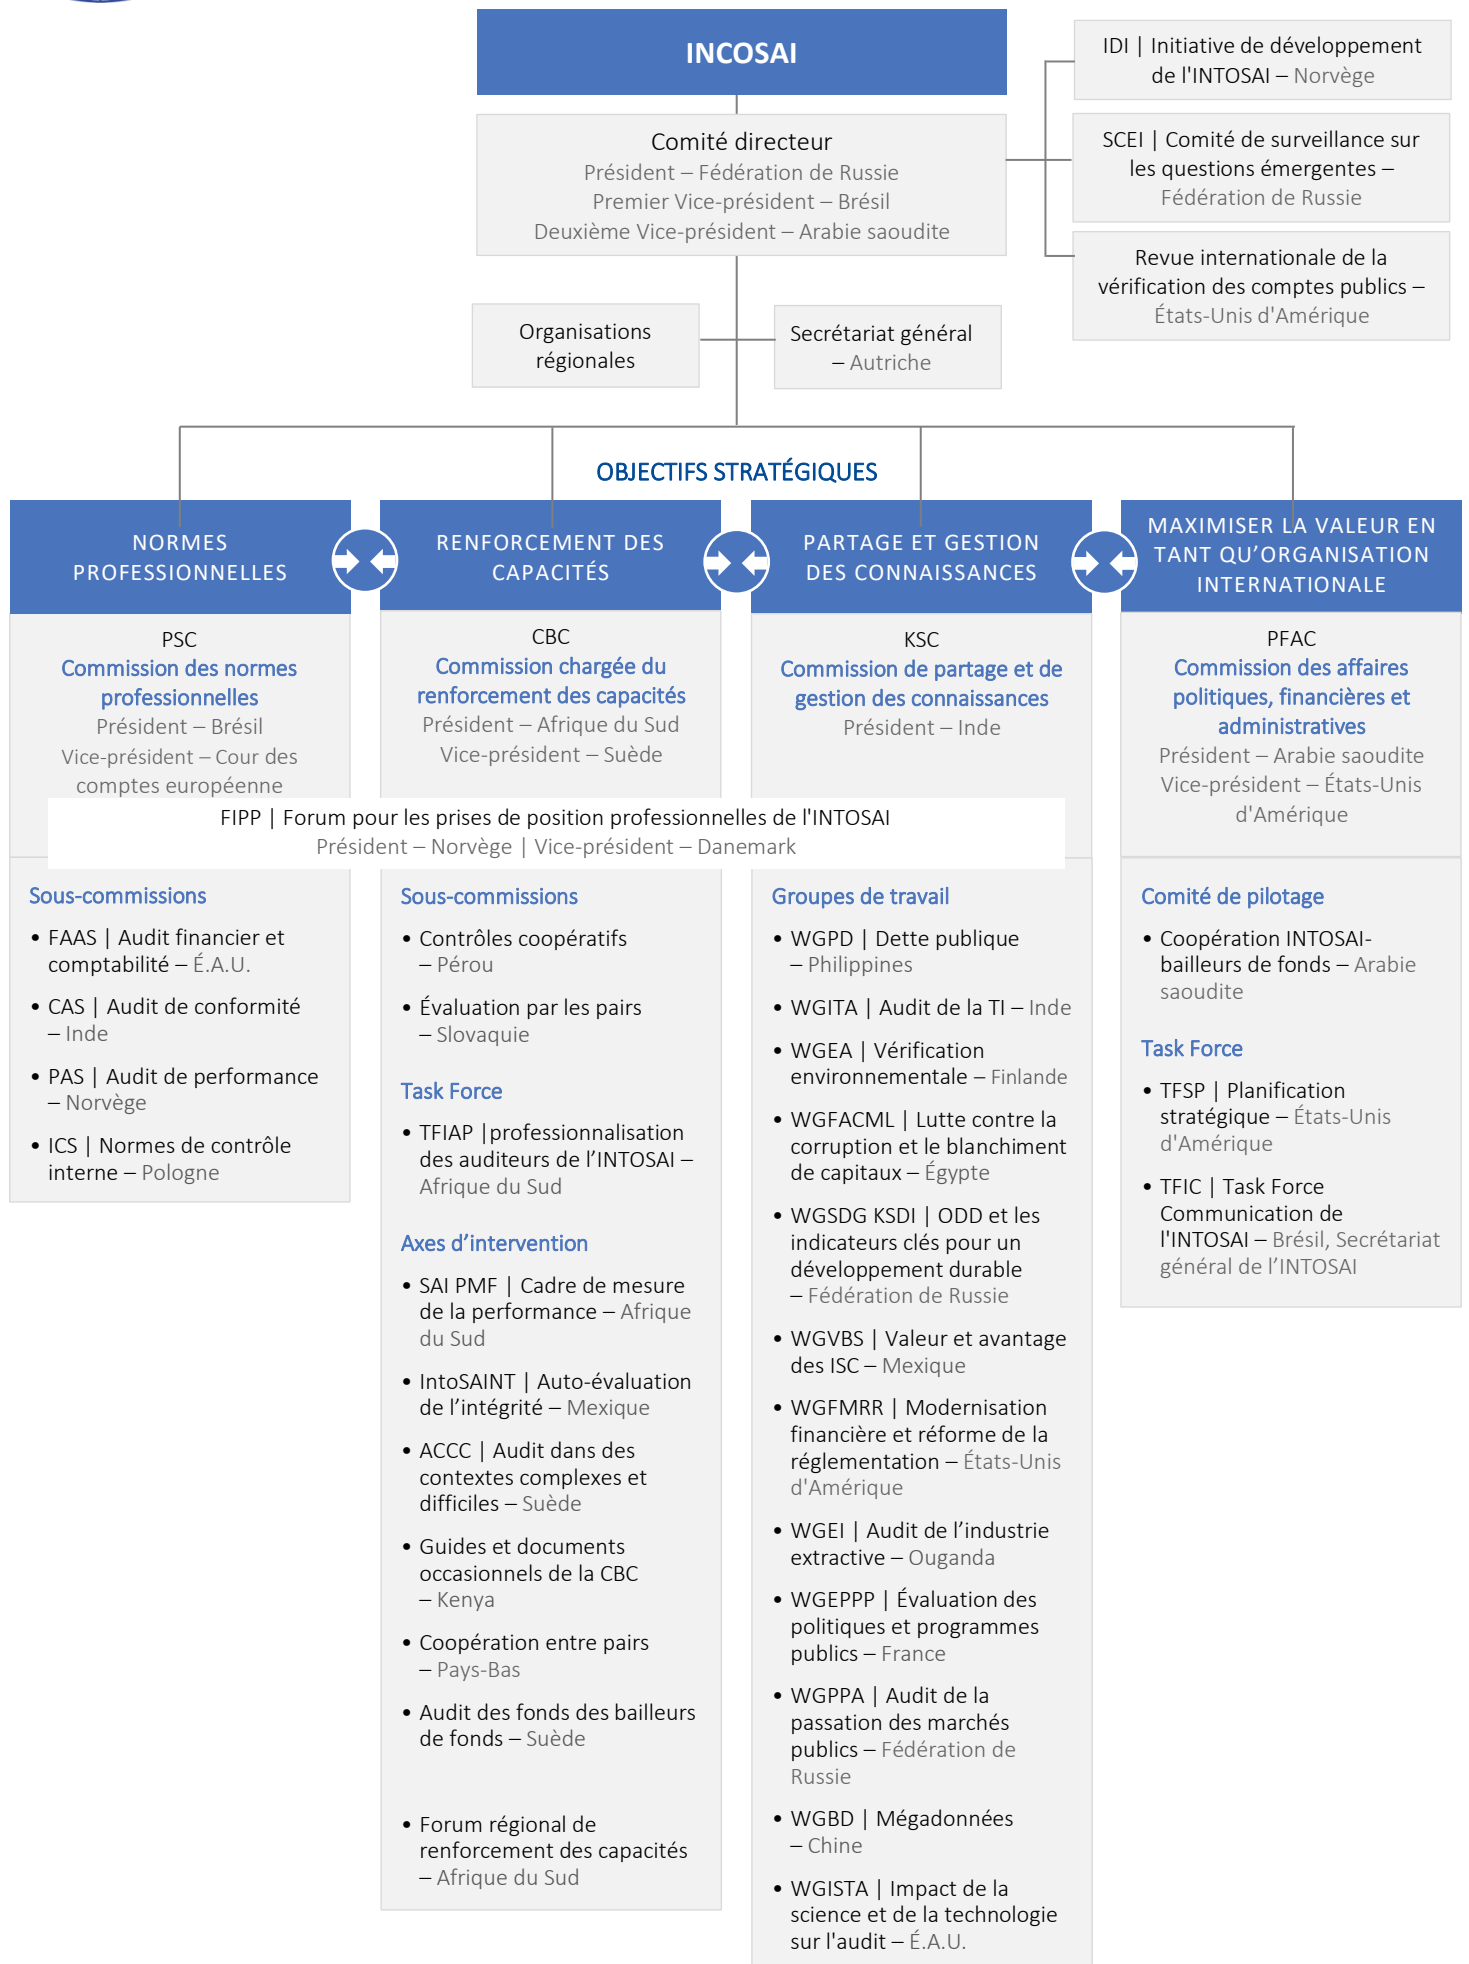 INCOSAI
Comité directeur
Président – Fédération de Russie
Premier Vice-président – Brésil
Deuxième Vice-président – Arabie saoudite
IDI | Initiative de développement
de l'INTOSAI – Norvège
SCEI | Comité de surveillance sur
les questions émergentes –
Fédération de Russie
Revue internationale de la
vérification des comptes publics –
États-Unis d'Amérique
Organisations
régionales
Secrétariat général
– Autriche
OBJECTIFS STRATÉGIQUES
NORMES
PROFESSIONNELLES
RENFORCEMENT DES
CAPACITÉS
PARTAGE ET GESTION
DES CONNAISSANCES
MAXIMISER LA VALEUR EN
TANT QU’ORGANISATION
INTERNATIONALE
PSC
Commission des normes
professionnelles
Président – Brésil
Vice-président – Cour des
comptes européenne
CBC
Commission chargée du
renforcement des capacités
Président – Afrique du Sud
Vice-président – Suède
KSC
Commission de partage et de
gestion des connaissances
Président – Inde
PFAC
Commission des affaires
politiques, financières et
administratives
Président – Arabie saoudite
Vice-président – États-Unis
d'Amérique
FIPP | Forum pour les prises de position professionnelles de l'INTOSAI
Président – Norvège | Vice-président – Danemark
Sous-commissions
• FAAS | Audit financier et
comptabilité – É.A.U.
• CAS | Audit de conformité
– Inde
• PAS | Audit de performance
– Norvège
• ICS | Normes de contrôle
interne – Pologne
Sous-commissions
• Contrôles coopératifs
– Pérou
• Évaluation par les pairs
– Slovaquie
Task Force
• TFIAP |professionnalisation
des auditeurs de l’INTOSAI –
Afrique du Sud
Axes d’intervention
• SAI PMF | Cadre de mesure
de la performance – Afrique
du Sud
• IntoSAINT | Auto-évaluation
de l’intégrité – Mexique
• ACCC | Audit dans des
contextes complexes et
difficiles – Suède
• Guides et documents
occasionnels de la CBC
– Kenya
• Coopération entre pairs
– Pays-Bas
• Audit des fonds des bailleurs
de fonds – Suède
• Forum régional de
renforcement des capacités
– Afrique du Sud
Groupes de travail
• WGPD | Dette publique
– Philippines
• WGITA | Audit de la TI – Inde
• WGEA | Vérification
environnementale – Finlande
• WGFACML | Lutte contre la
corruption et le blanchiment
de capitaux – Égypte
• WGSDG KSDI | ODD et les
indicateurs clés pour un
développement durable
– Fédération de Russie
• WGVBS | Valeur et avantage
des ISC – Mexique
• WGFMRR | Modernisation
financière et réforme de la
réglementation – États-Unis
d'Amérique
• WGEI | Audit de l’industrie
extractive – Ouganda
• WGEPPP | Évaluation des
politiques et programmes
publics – France
• WGPPA | Audit de la
passation des marchés
publics – Fédération de
Russie
• WGBD | Mégadonnées
– Chine
• WGISTA | Impact de la
science et de la technologie
sur l'audit – É.A.U.
Comité de pilotage
• Coopération INTOSAI-
bailleurs de fonds – Arabie
saoudite
Task Force
• TFSP | Planification
stratégique – États-Unis
d'Amérique
• TFIC | Task Force
Communication de
l'INTOSAI – Brésil, Secrétariat
général de l’INTOSAI